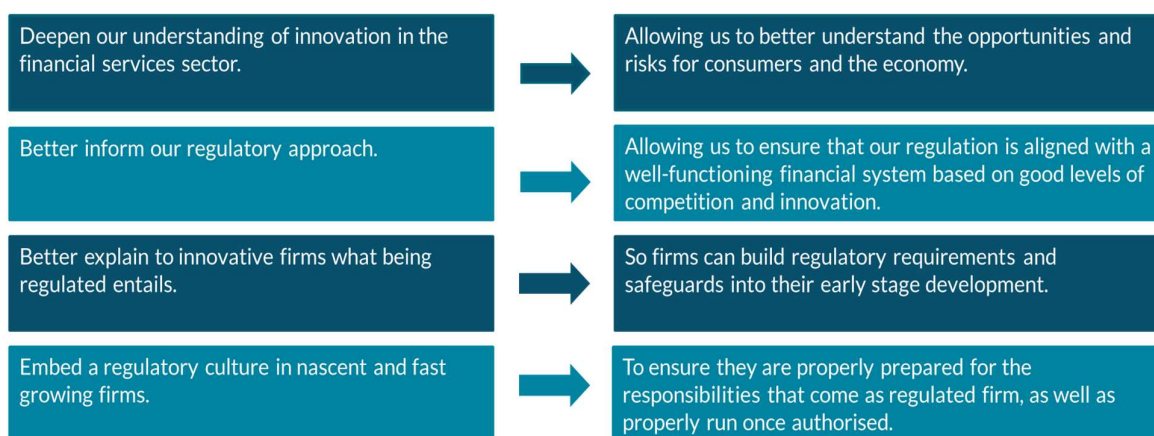 Deepen our understanding of innovation in the
financial services sector.
Allowing us to better understand the opportunities and
risks for consumers and the economy.
Better inform our regulatory approach.
Allowing us to ensure that our regulation is aligned with a
well-functioning financial system based on good levels of
competition and innovation.
Better explain to innovative firms what being
regulated entails.
So firms can build regulatory requirements and
safeguards into their early stage development.
Embed a regulatory culture in nascent and fast
growing firms.
To ensure they are properly prepared for the
responsibilities that come as regulated firm, as well as
properly run once authorised.